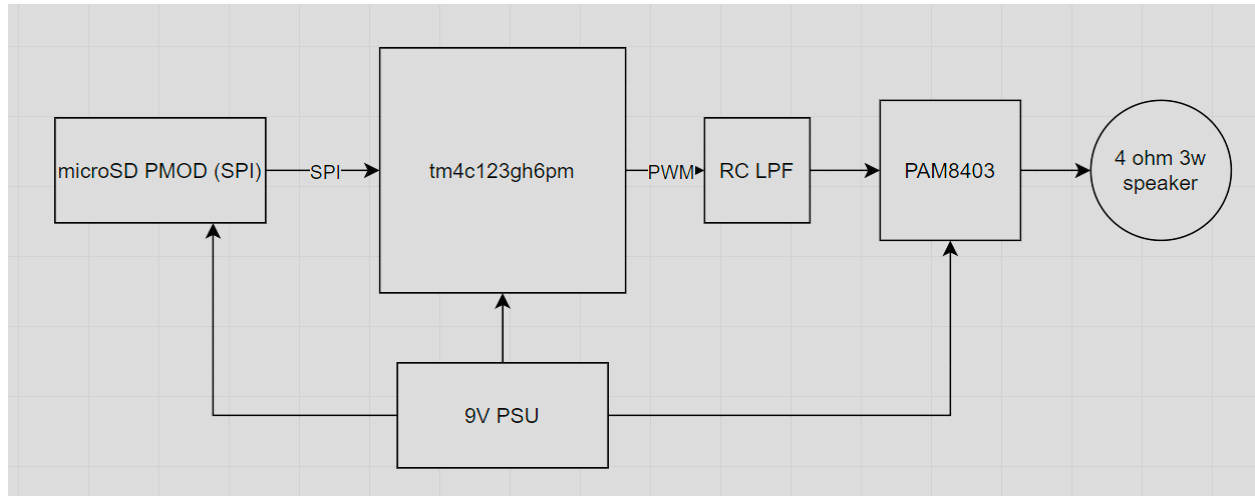 microSD PMOD (SPI)
SPI
tm4c123gh6pm
PWM
RC LPF
PAM8403
4 ohm 3w
speaker
9V PSU